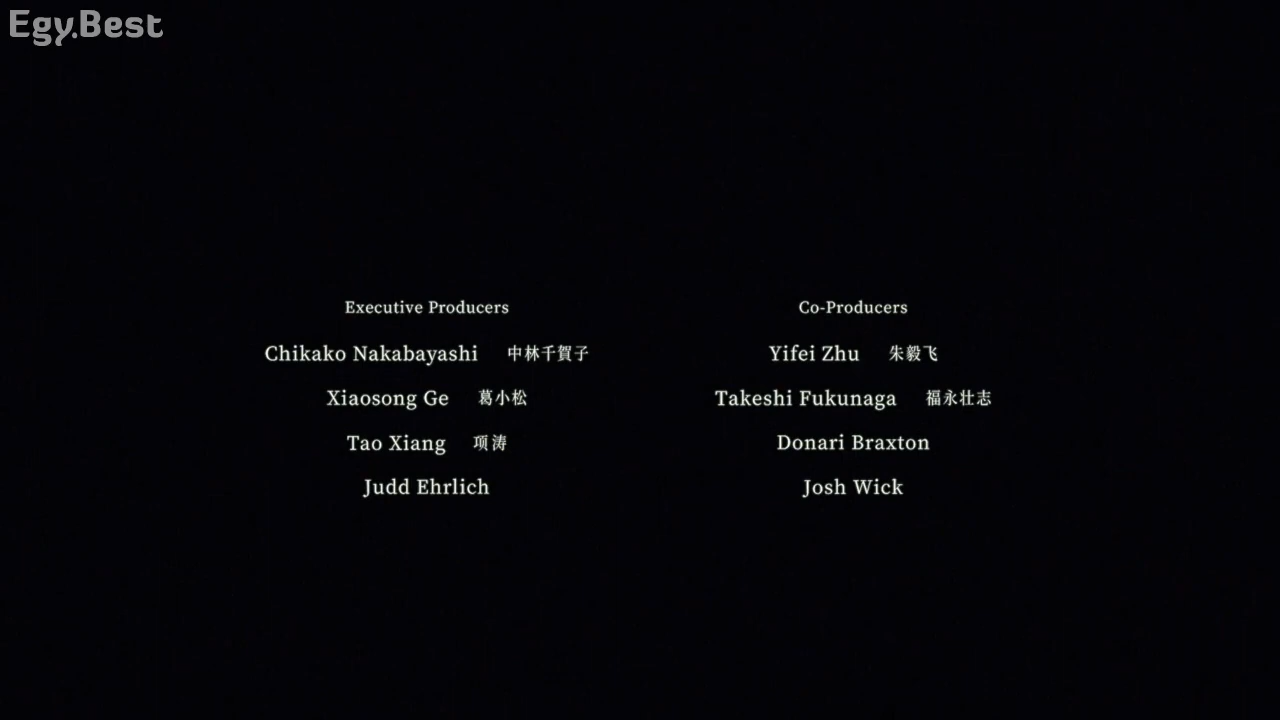 Egy.Best
Executive Producers
Chikako Nakabayashi 中林千賀子
Xiaosong Ge 葛小松
Tao Xiang 项涛
Judd Ehrlich
Co-Producers
Yifei Zhu 朱毅飞
Takeshi Fukunaga 福永壮志
Donari Braxton
Josh Wick